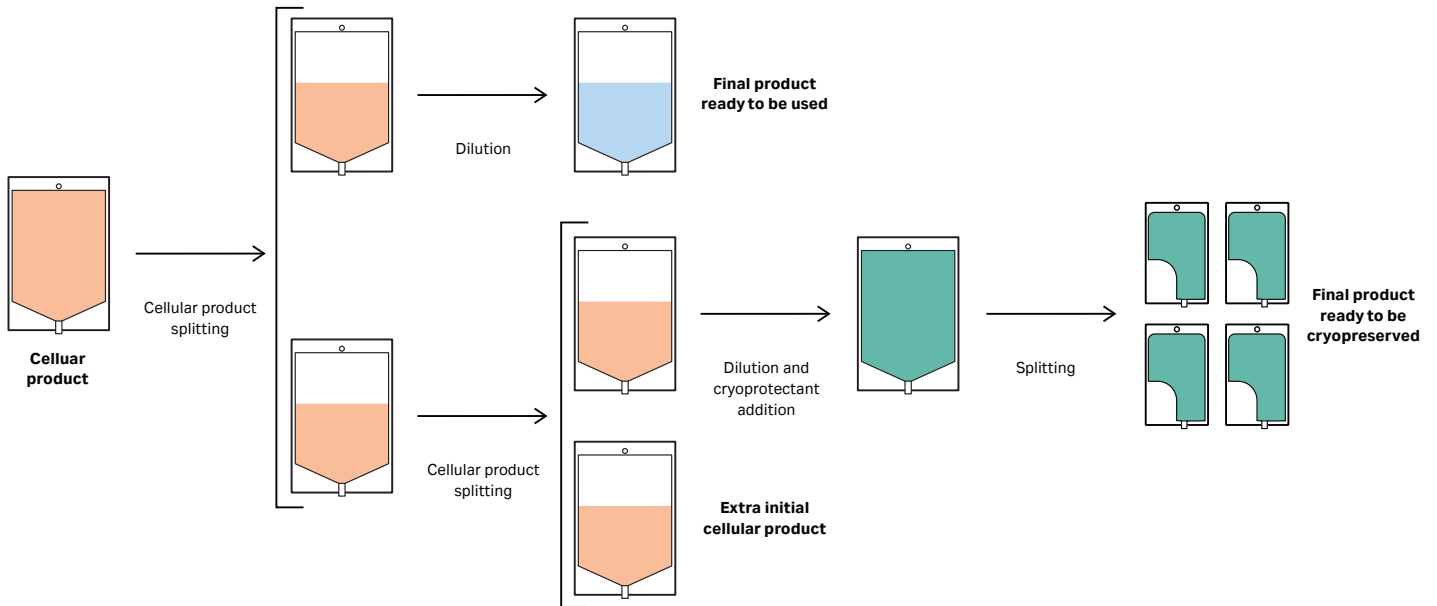 Celluar
product
Cellular product
splitting
Dilution
Final product
ready to be used
Cellular product
splitting
Dilution and
cryoprotectant
addition
Extra initial
cellular product
Splitting
Final product
ready to be
cryopreserved